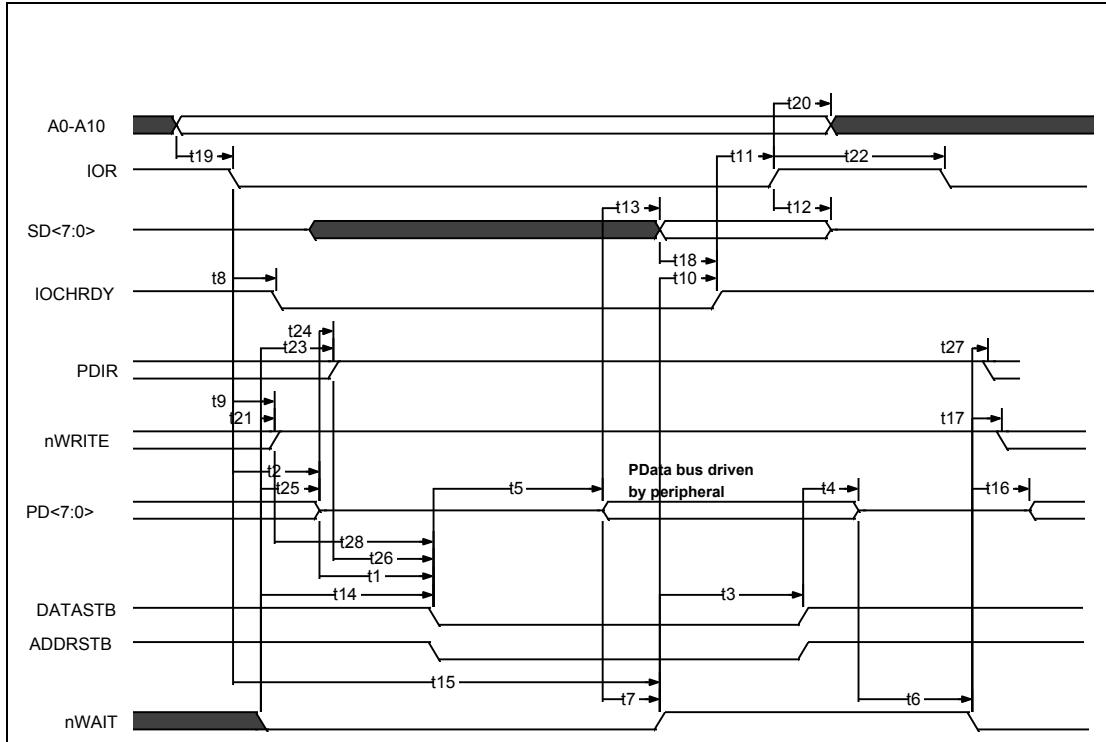 t20
A0-A10
t19
t11
t22
IOR
t13
t12
SD<7:0>
t18
t8
t10
IOCHRDY
t24
t23
t27
PDIR
t9
t21
t17
nWRITE
t2
PData bus driven
by peripheral
t25
t5
t4
t16
PD<7:0>
t28
t26
t1
t14
t3
DATASTB
ADDRSTB
t15
t7
t6
nWAIT